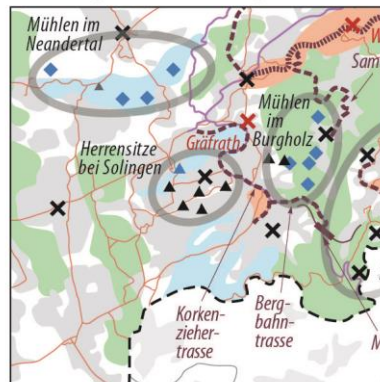 Mühlen im
Neandertal
W
Sam
Mühlen
im
Burgholz
Gräfrath
Herrensitze
bei Solingen
Korken-
zieher-
trasse
Berg-
bahn-
trasse
M